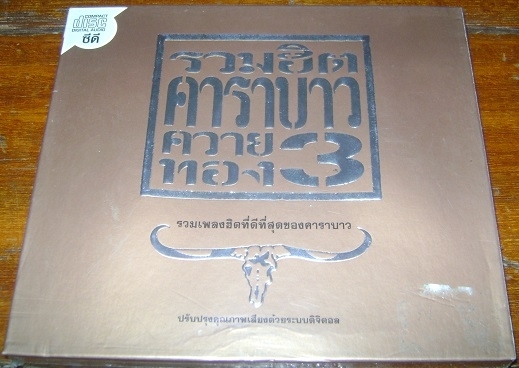 COMPACT
disc
DIGITAL AUDIO
ซีดี
รวมฮิต
คาราบาว
ควาย
ทอง 3
รวมเพลงฮิตที่ดีที่สุดของคาราบาว
ปรับปรุงคุณภาพเสียงด้วยระบบดิจิตอล